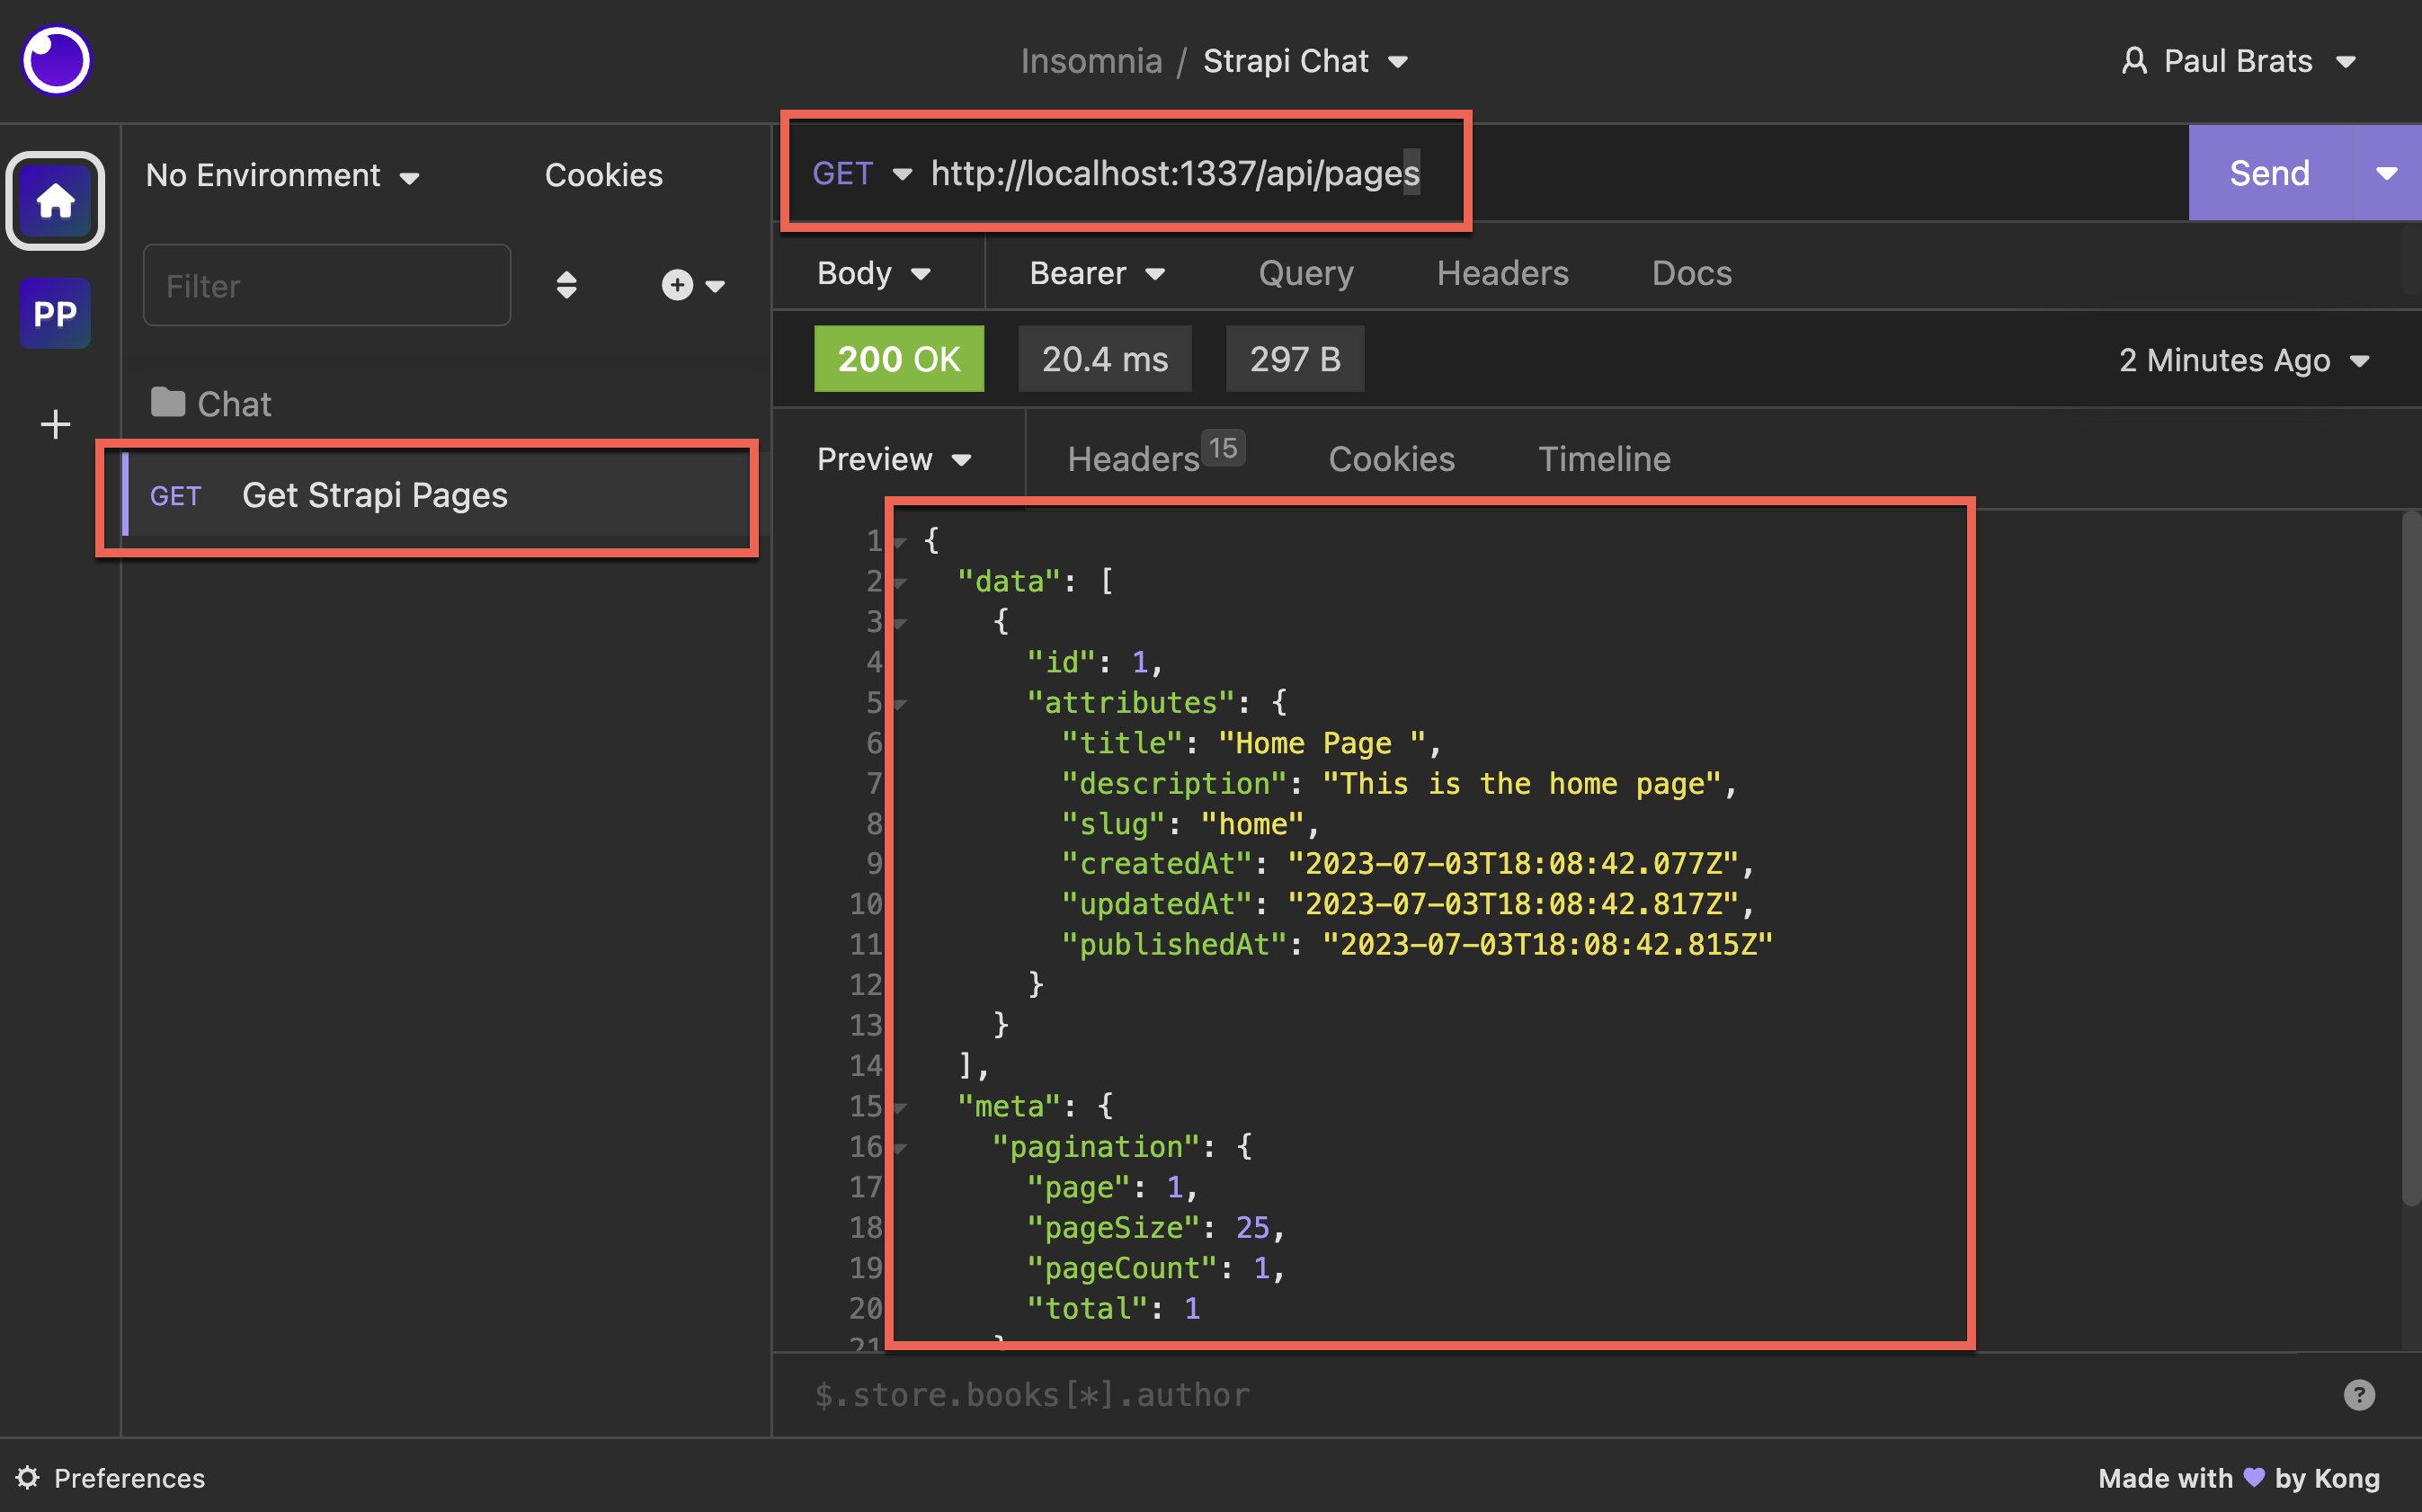 Insomnia / Strapi Chat
Paul Brats
No Environment
Cookies
GET http://localhost:1337/api/pages
Send
PP
Filter
Body
Bearer
Query
Headers
Docs
200 OK
20.4 ms
297 B
2 Minutes Ago
Chat
GET Get Strapi Pages
Preview
Headers 15
Cookies
Timeline
1 {
2 "data": [
3 {
4 "id": 1,
5 "attributes": {
6 "title": "Home Page ",
7 "description": "This is the home page",
8 "slug": "home",
9 "createdAt": "2023-07-03T18:08:42.077Z",
10 "updatedAt": "2023-07-03T18:08:42.817Z",
11 "publishedAt": "2023-07-03T18:08:42.815Z"
12 }
13 }
14 ],
15 "meta": {
16 "pagination": {
17 "page": 1,
18 "pageSize": 25,
19 "pageCount": 1,
20 "total": 1
21 }
$.store.books[*].author
?
Preferences
Made with 💜 by Kong